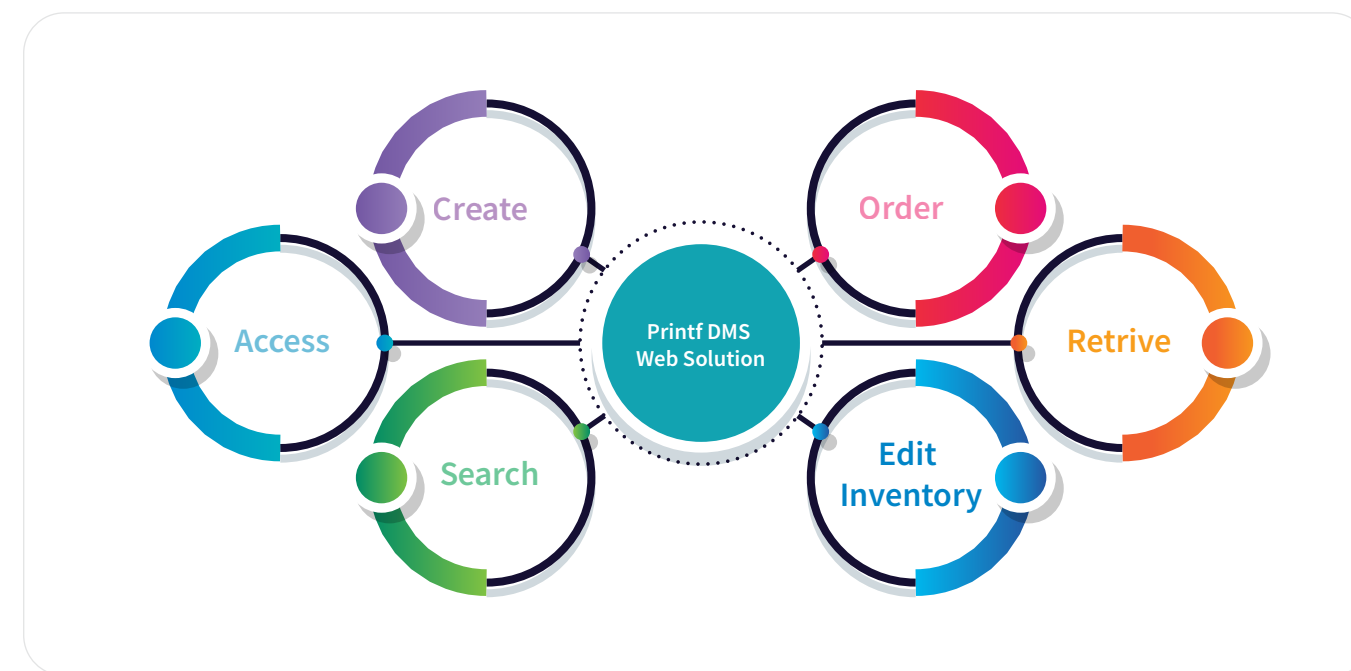 Create
Order
Access
Printf DMS
Web Solution
Retrive
Search
Edit
Inventory